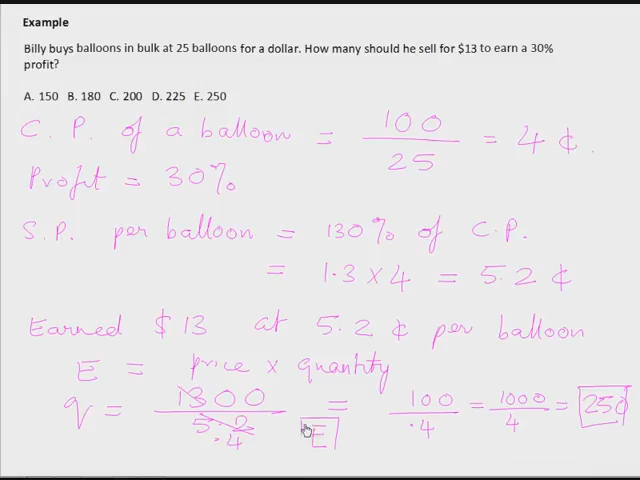 Example
Billy buys balloons in bulk at 25 balloons for a dollar. How many should he sell for $13 to earn a 30%
profit?
A. 150 B. 180 C. 200 D. 225 E. 250
C. P. of a balloon = 100/25 = 4 ¢.
Profit = 30%
S.P. per balloon = 130% of C.P.
= 1.3 × 4 = 5.2 ¢
Earned $13 at 5.2 ¢ per balloon
E = price × quantity
q = 1300/5.2 .4 = 100/.4 = 1000/4 = 250
E